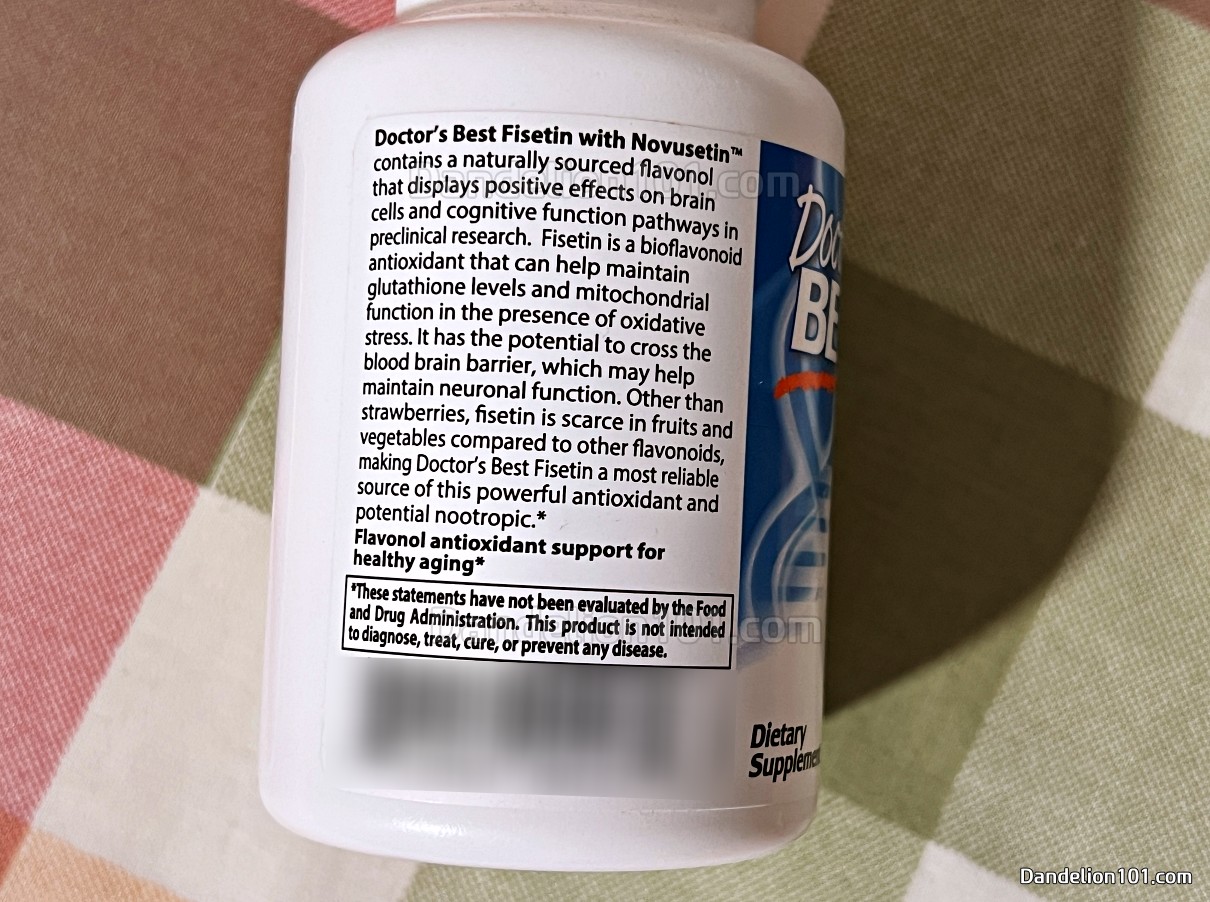 Doctor's Best Fisetin with Novusetin™
contains a naturally sourced flavonol
that displays positive effects on brain
cells and cognitive function pathways in
preclinical research. Fisetin is a bioflavonoid
antioxidant that can help maintain
glutathione levels and mitochondrial
function in the presence of oxidative
stress. It has the potential to cross the
blood brain barrier, which may help
maintain neuronal function. Other than
strawberries, fisetin is scarce in fruits and
vegetables compared to other flavonoids,
making Doctor's Best Fisetin a most reliable
source of this powerful antioxidant and
potential nootropic.*
Flavonol antioxidant support for
healthy aging*
*These statements have not been evaluated by the Food
and Drug Administration. This product is not intended
to diagnose, treat, cure, or prevent any disease.
Dandelion101.com
Dandelion101.com
Dietary
Dandelion101.com